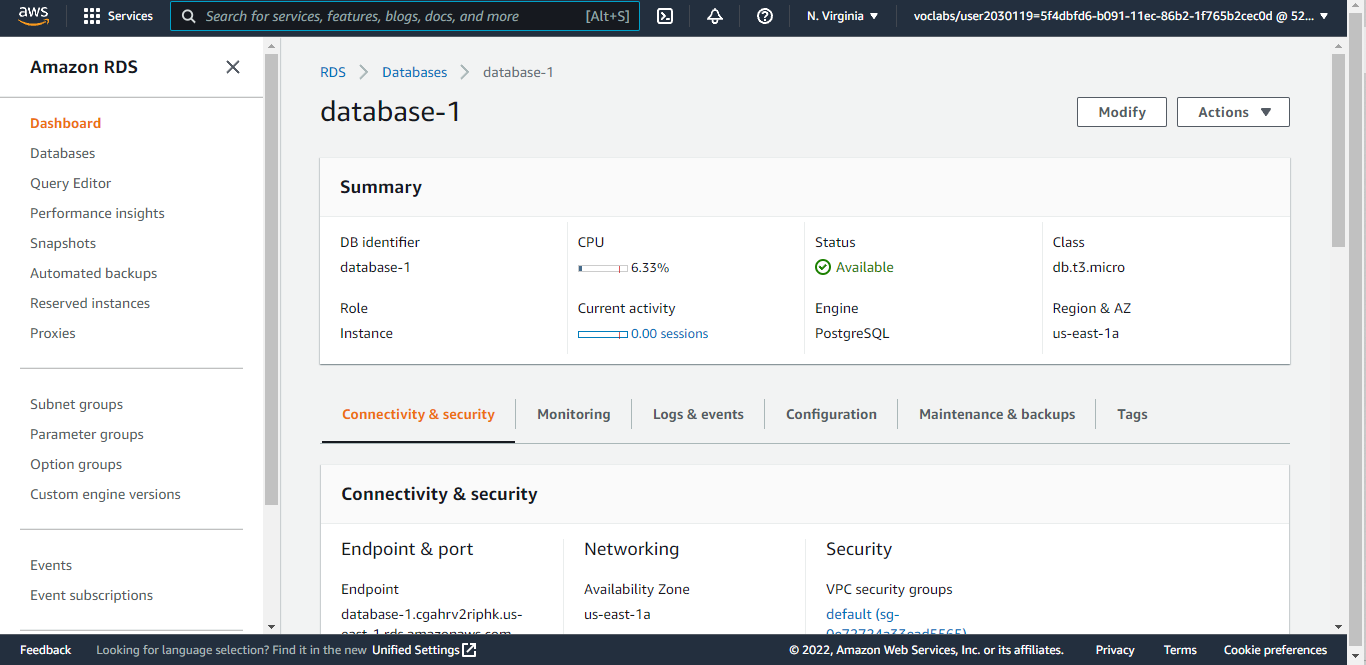 aws Services Search for services, features, blogs, docs, and more [Alt+S] N. Virginia voclabs/user2030119=5f4dbfd6-b091-11ec-86b2-1f765b2cec0d @ 52...
Amazon RDS
Dashboard
Databases
Query Editor
Performance insights
Snapshots
Automated backups
Reserved instances
Proxies
Subnet groups
Parameter groups
Option groups
Custom engine versions
Events
Event subscriptions
RDS Databases database-1
database-1
Modify Actions
Summary
DB identifier CPU Status Class
database-1 6.33% Available db.t3.micro
Role Current activity Engine Region & AZ
Instance 0.00 sessions PostgreSQL us-east-1a
Connectivity & security Monitoring Logs & events Configuration Maintenance & backups Tags
Connectivity & security
Endpoint & port Networking Security
Endpoint Availability Zone VPC security groups
database-1.cgahrv2riphk.us- us-east-1a default (sg-
east-1.rds.amazonaws.com
Feedback Looking for language selection? Find it in the new Unified Settings © 2022, Amazon Web Services, Inc. or its affiliates. Privacy Terms Cookie preferences